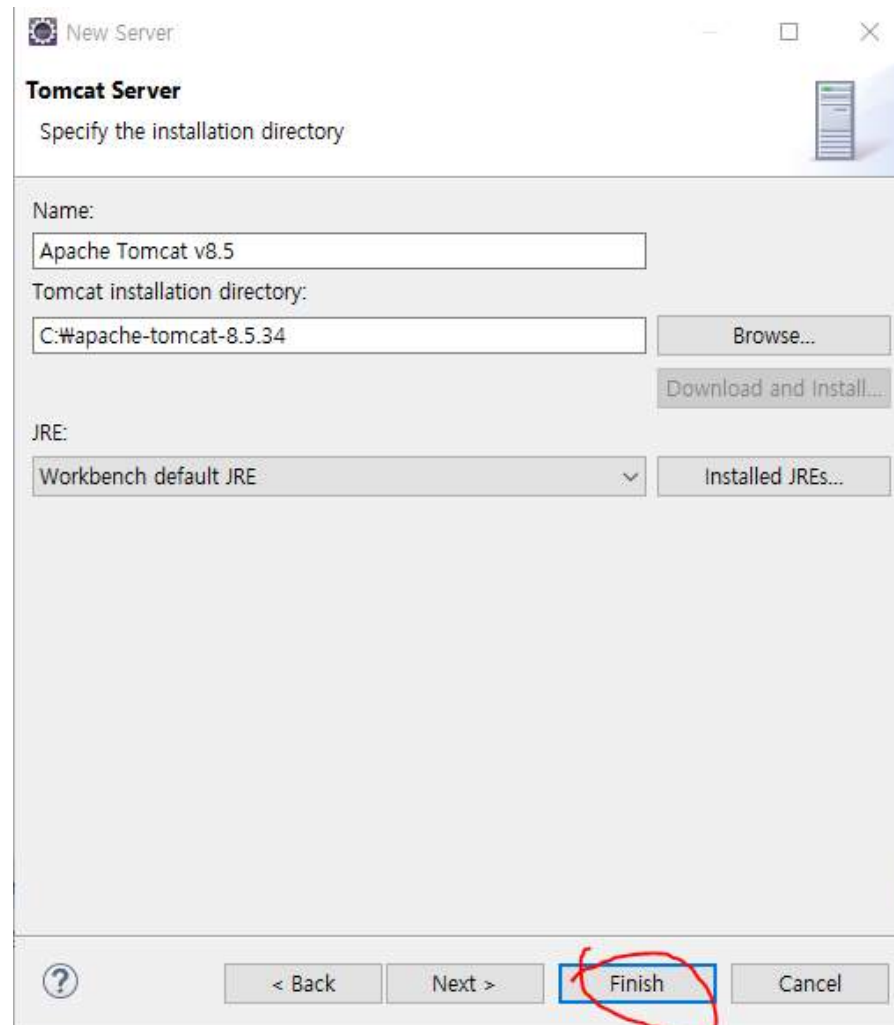 New Server
Tomcat Server
Specify the installation directory
Name:
Apache Tomcat v8.5
Tomcat installation directory:
C:₩apache-tomcat-8.5.34
Browse...
Download and Install...
JRE:
Workbench default JRE
Installed JREs...
?
< Back
Next >
Finish
Cancel